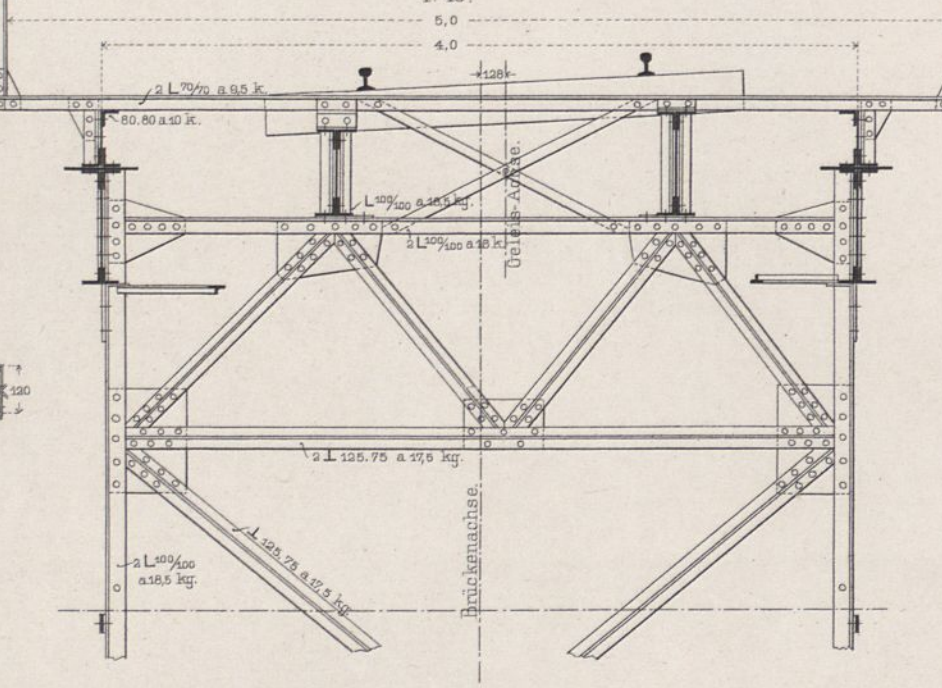 5,0
4,0
128
2 L 70/70 a 9,5 k.
80.80 a 10 k.
L 100/100 a 18,5 kg.
2 L 100/100 a 18 k.
Geleis-Achse.
120
2 ⊥ 125.75 a 17,5 kg.
⊥ 125.75 a 17,5 kg.
Brückenachse.
2 L 100/100
a 18,5 kg.